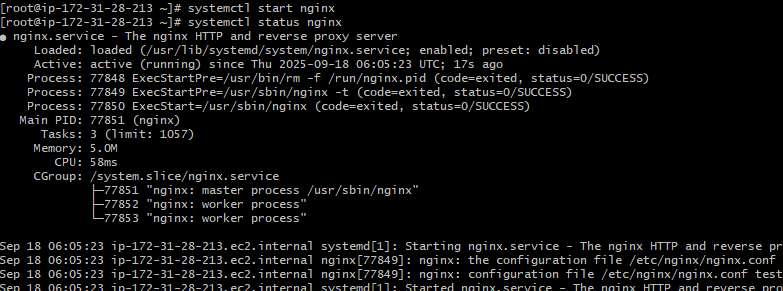 [root@ip-172-31-28-213 ~]# systemctl start nginx
[root@ip-172-31-28-213 ~]# systemctl status nginx
● nginx.service - The nginx HTTP and reverse proxy server
     Loaded: loaded (/usr/lib/systemd/system/nginx.service; enabled; preset: disabled)
     Active: active (running) since Thu 2025-09-18 06:05:23 UTC; 17s ago
    Process: 77848 ExecStartPre=/usr/bin/rm -f /run/nginx.pid (code=exited, status=0/SUCCESS)
    Process: 77849 ExecStartPre=/usr/sbin/nginx -t (code=exited, status=0/SUCCESS)
    Process: 77850 ExecStart=/usr/sbin/nginx (code=exited, status=0/SUCCESS)
   Main PID: 77851 (nginx)
      Tasks: 3 (limit: 1057)
     Memory: 5.0M
        CPU: 58ms
     CGroup: /system.slice/nginx.service
             ├─77851 "nginx: master process /usr/sbin/nginx"
             ├─77852 "nginx: worker process"
             └─77853 "nginx: worker process"

Sep 18 06:05:23 ip-172-31-28-213.ec2.internal systemd[1]: Starting nginx.service - The nginx HTTP and reverse pro
Sep 18 06:05:23 ip-172-31-28-213.ec2.internal nginx[77849]: nginx: the configuration file /etc/nginx/nginx.conf
Sep 18 06:05:23 ip-172-31-28-213.ec2.internal nginx[77849]: nginx: configuration file /etc/nginx/nginx.conf test
Sep 18 06:05:23 ip-172-31-28-213.ec2.internal systemd[1]: Started nginx.service - The nginx HTTP and reverse prox